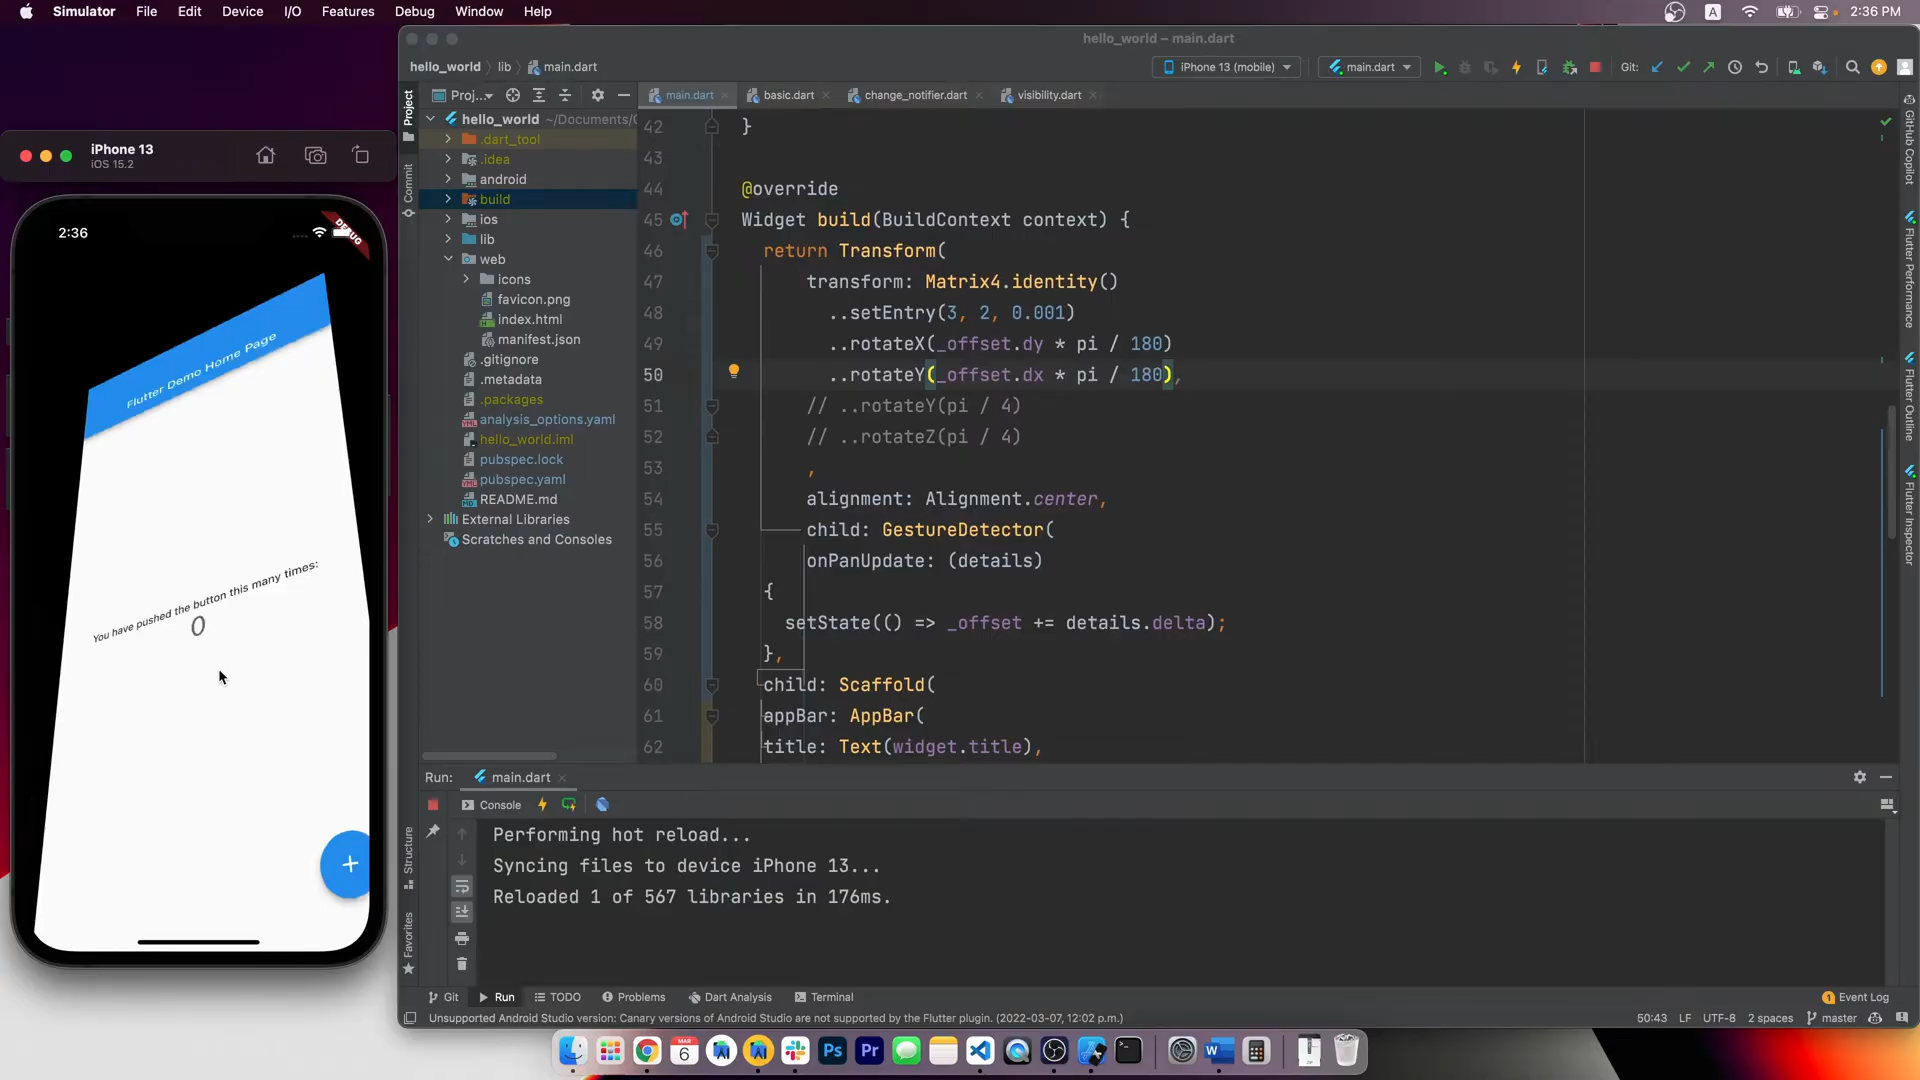 Simulator File Edit Device I/O Features Debug Window Help
A 2:36 PM
hello_world – main.dart
hello_world lib main.dart
iPhone 13 (mobile) main.dart Git:
Project
Commit
Structure
Favorites
Proj...
main.dart basic.dart change_notifier.dart visibility.dart
hello_world ~/Documents/
.dart_tool
.idea
android
build
ios
lib
web
icons
favicon.png
index.html
manifest.json
.gitignore
.metadata
.packages
analysis_options.yaml
hello_world.iml
pubspec.lock
pubspec.yaml
README.md
External Libraries
Scratches and Consoles
iPhone 13
iOS 15.2
2:36
DEBUG
Flutter Demo Home Page
You have pushed the button this many times:
0
+
42 }
43
44 @override
45 Widget build(BuildContext context) {
46 return Transform(
47 transform: Matrix4.identity()
48 ..setEntry(3, 2, 0.001)
49 ..rotateX(_offset.dy * pi / 180)
50 ..rotateY(_offset.dx * pi / 180),
51 // ..rotateY(pi / 4)
52 // ..rotateZ(pi / 4)
53 ,
54 alignment: Alignment.center,
55 child: GestureDetector(
56 onPanUpdate: (details)
57 {
58 setState(() => _offset += details.delta);
59 },
60 child: Scaffold(
61 appBar: AppBar(
62 title: Text(widget.title),
GitHub Copilot
Flutter Performance
Flutter Outline
Flutter Inspector
Run: main.dart
Console
Performing hot reload...
Syncing files to device iPhone 13...
Reloaded 1 of 567 libraries in 176ms.
Git Run TODO Problems Dart Analysis Terminal
1 Event Log
Unsupported Android Studio version: Canary versions of Android Studio are not supported by the Flutter plugin. (2022-03-07, 12:02 p.m.)
50:43 LF UTF-8 2 spaces master
MAR
6
Ps
Pr
W